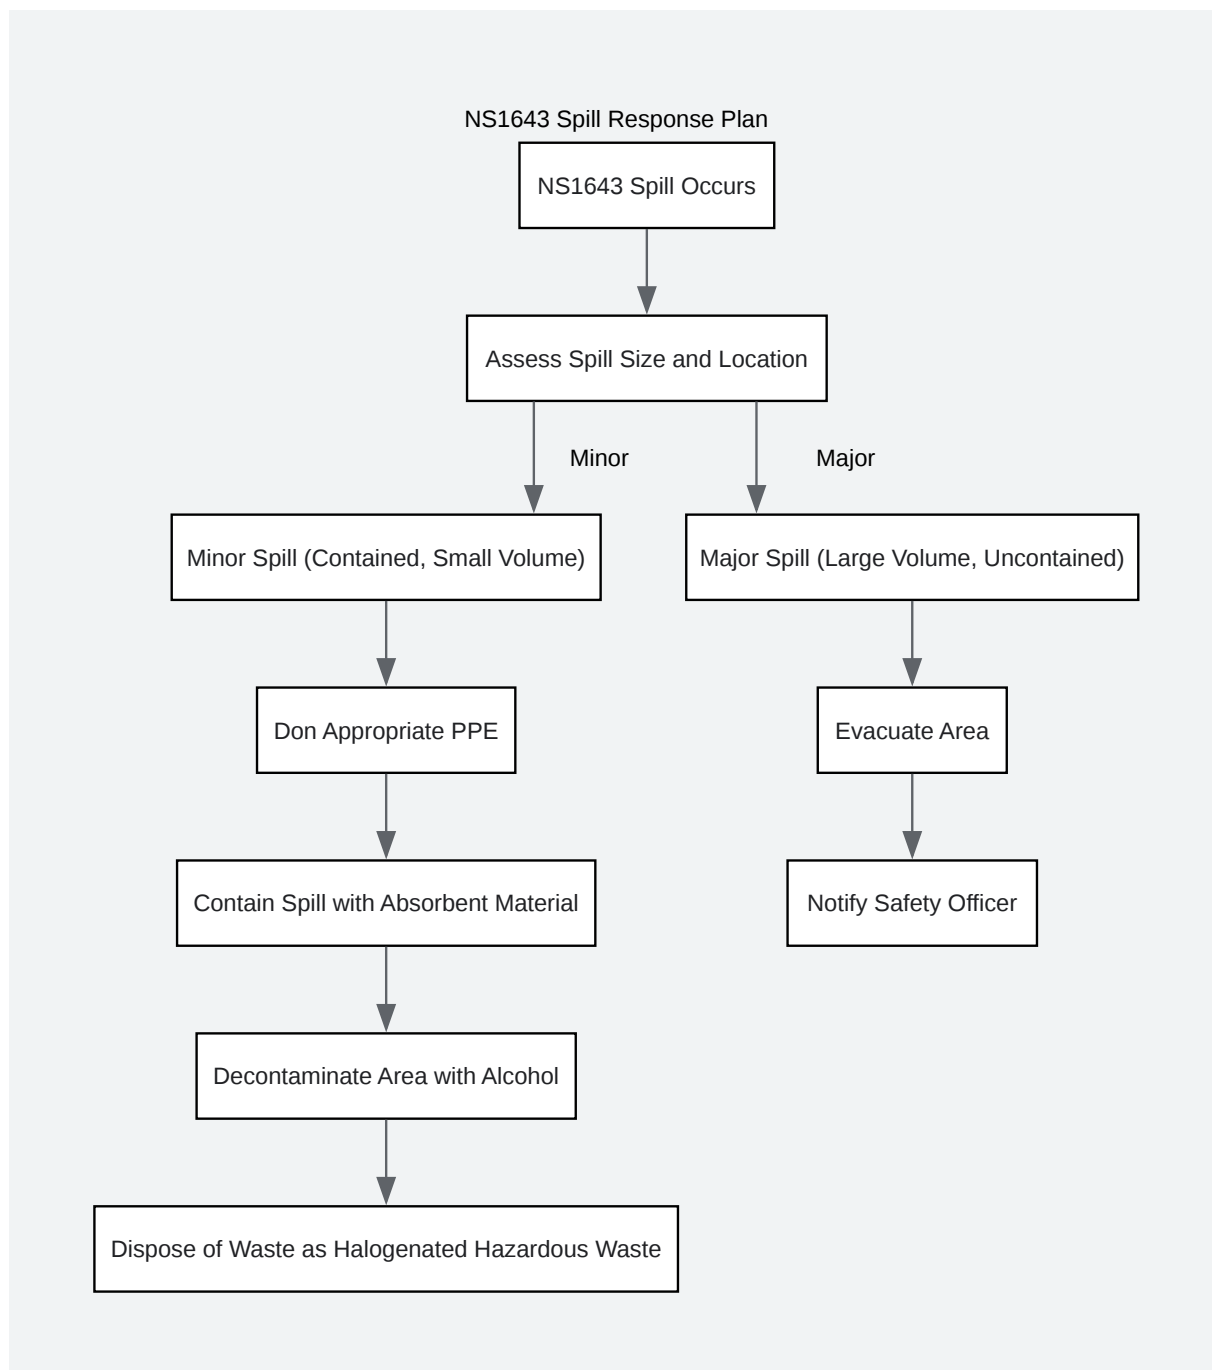 NS1643 Spill Response Plan
NS1643 Spill Occurs
Assess Spill Size and Location
Minor
Major
Minor Spill (Contained, Small Volume)
Major Spill (Large Volume, Uncontained)
Don Appropriate PPE
Evacuate Area
Contain Spill with Absorbent Material
Notify Safety Officer
Decontaminate Area with Alcohol
Dispose of Waste as Halogenated Hazardous Waste